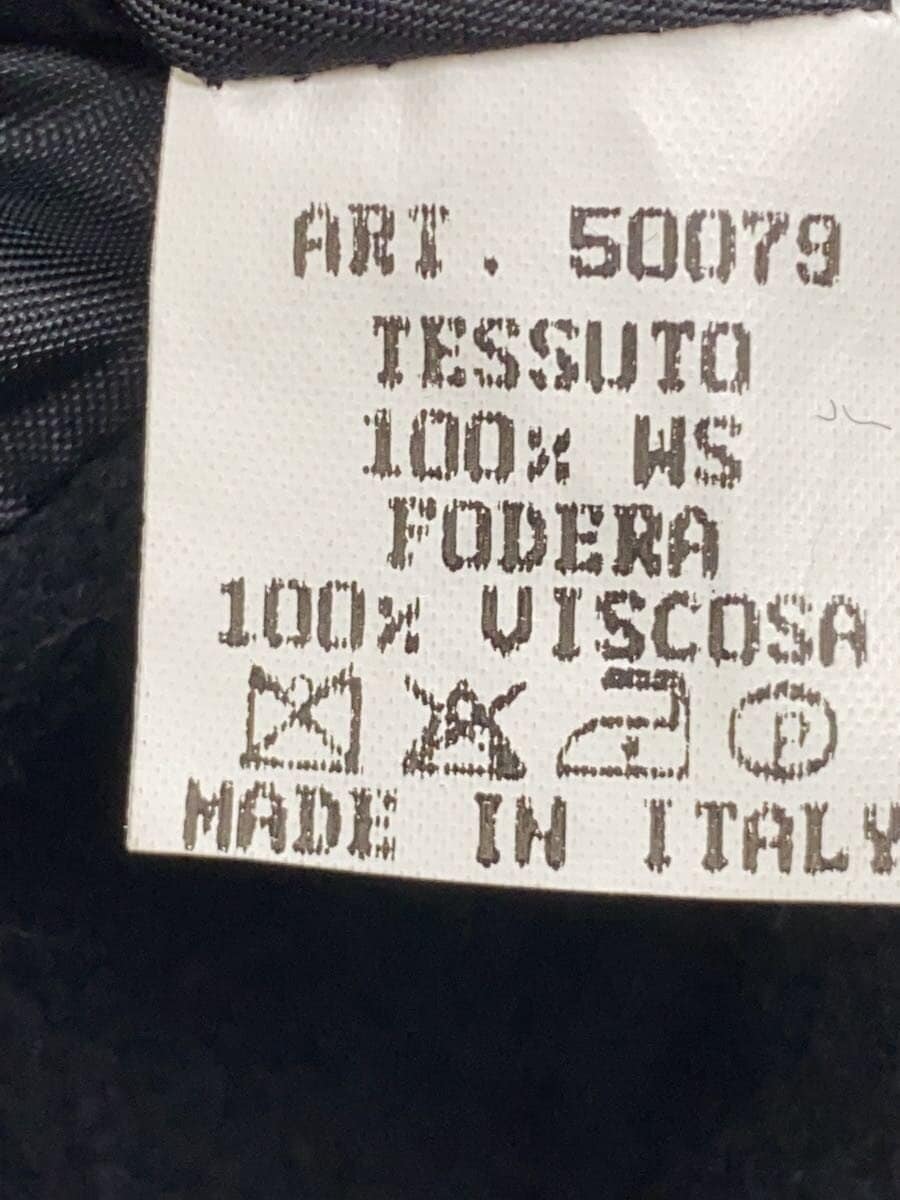 ART. 50079
TESSUTO
100% WS
FODERA
100% VISCOSA
P
MADE IN ITALY